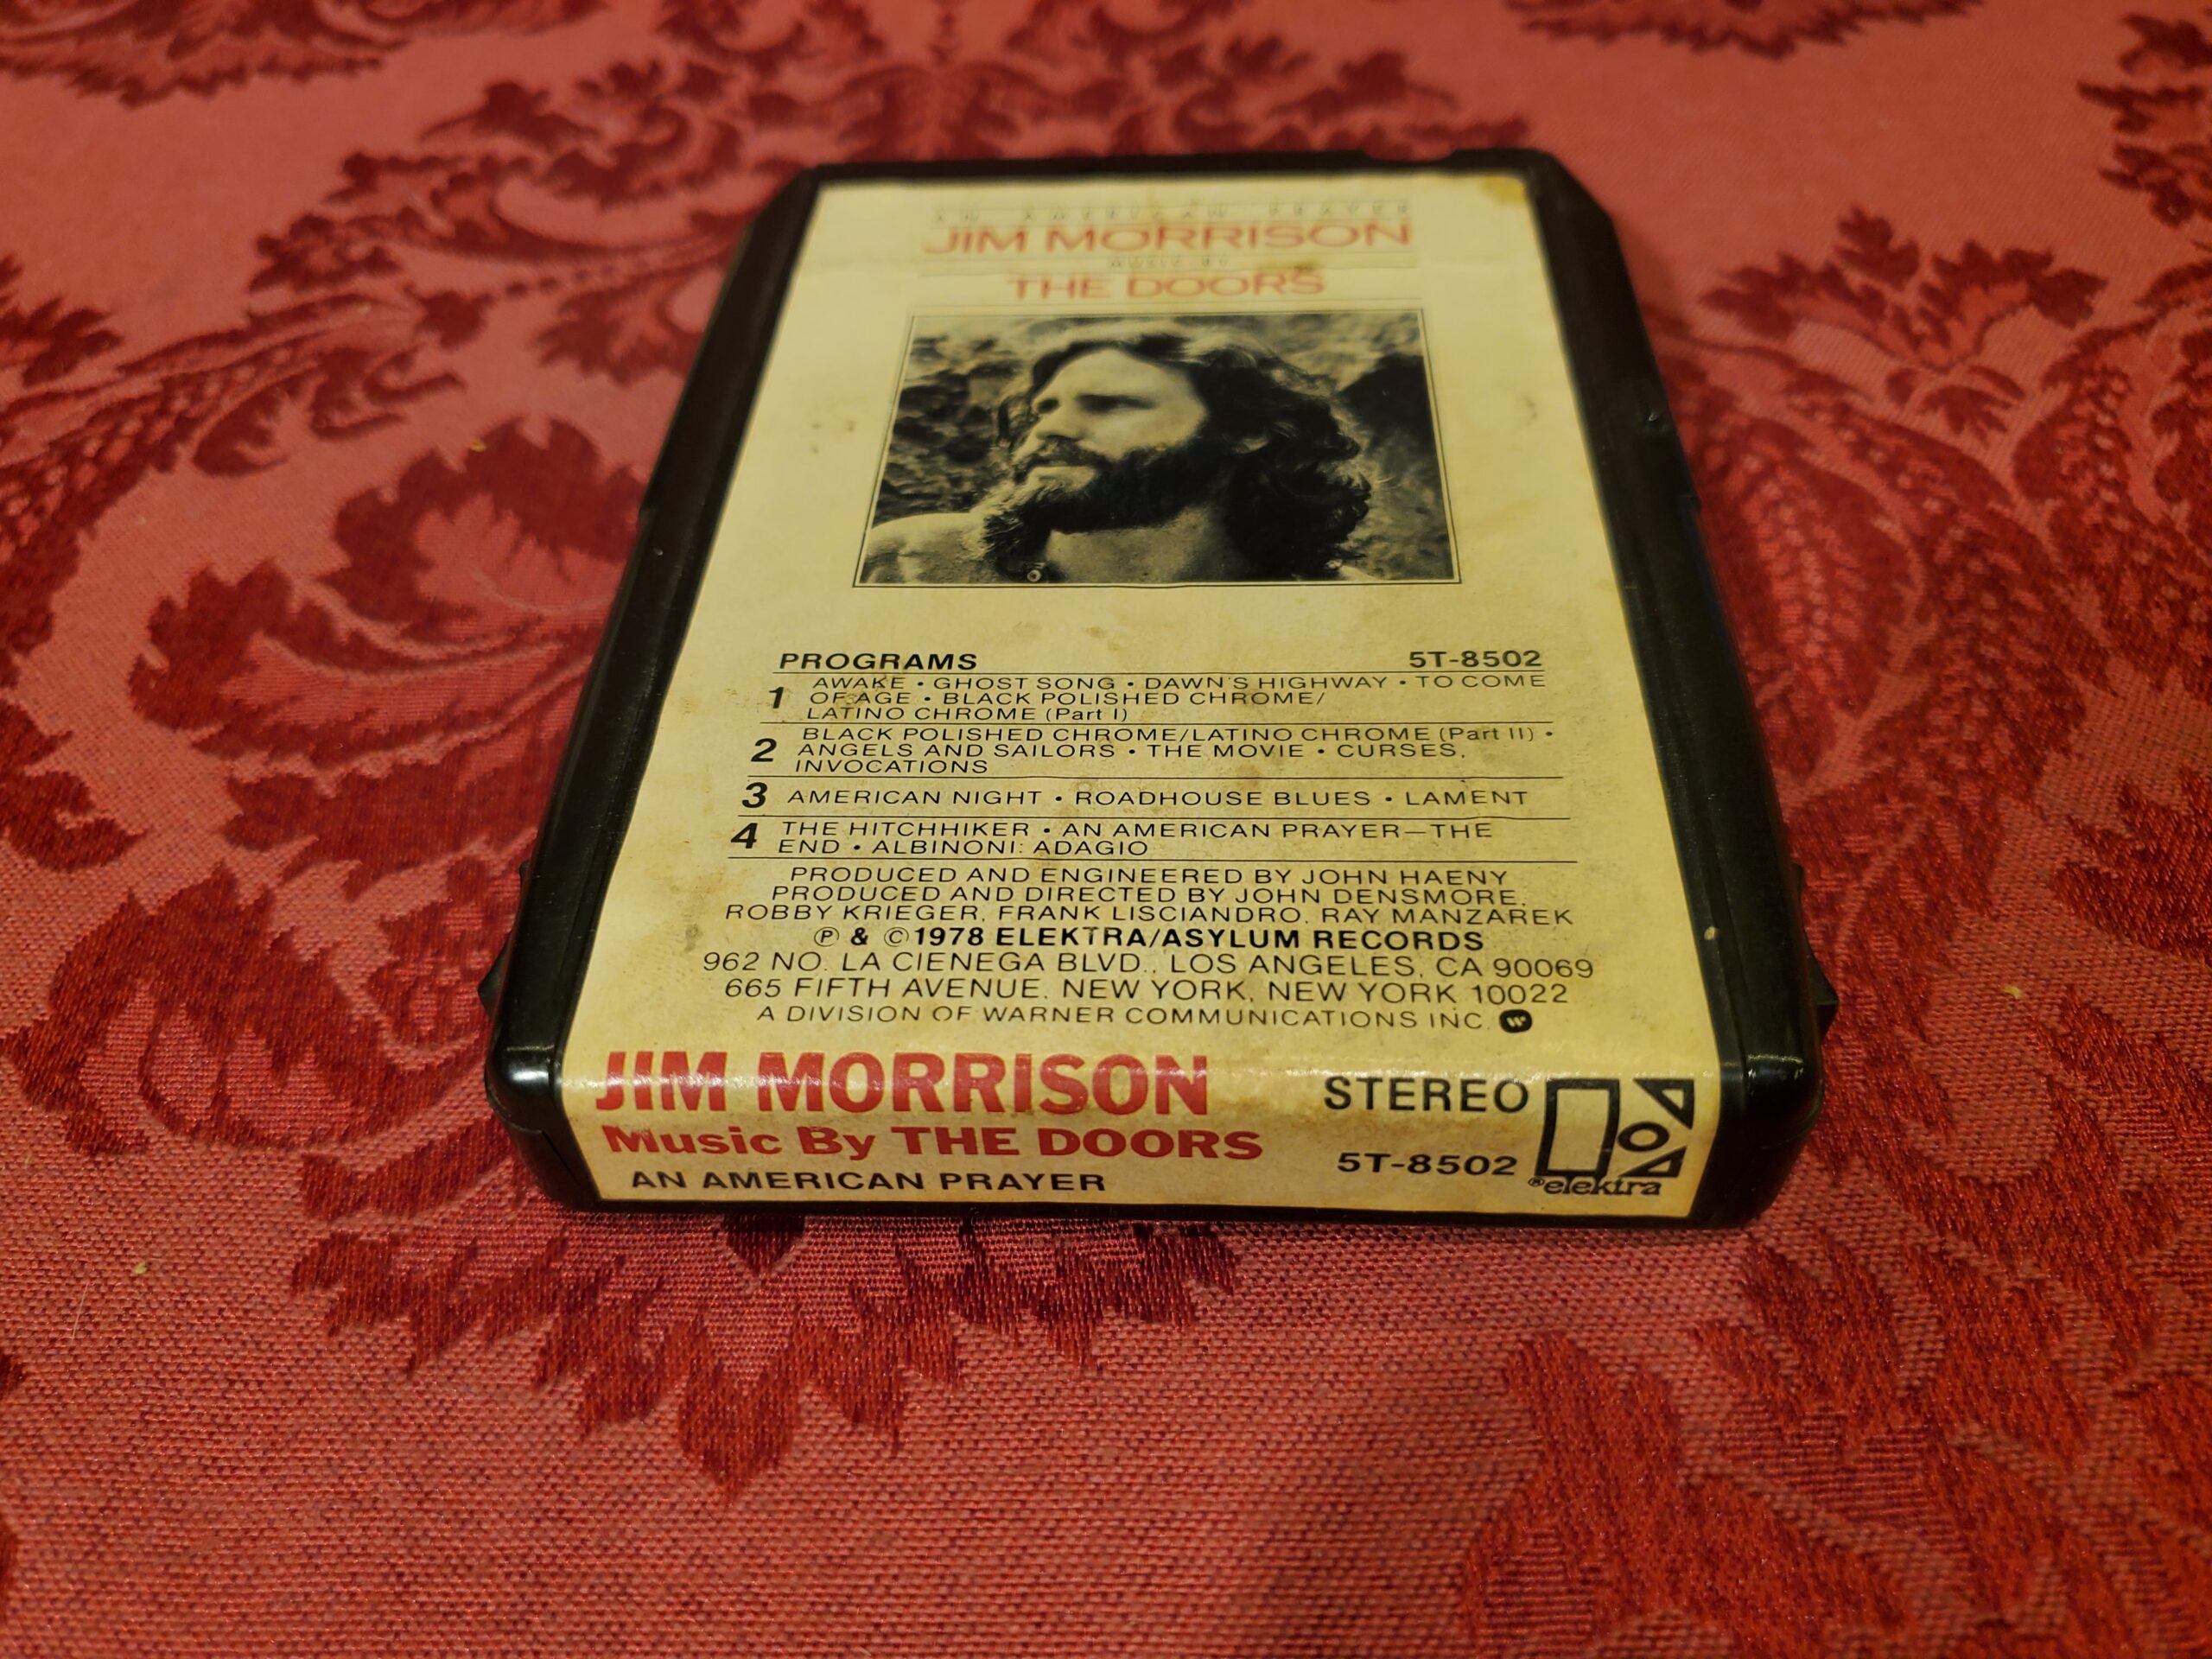 AN AMERICAN PRAYER
JIM MORRISON
MUSIC BY
THE DOORS
PROGRAMS 5T-8502
1 AWAKE • GHOST SONG • DAWN'S HIGHWAY • TO COME
OF AGE • BLACK POLISHED CHROME/
LATINO CHROME (Part I)
2 BLACK POLISHED CHROME/LATINO CHROME (Part II) •
ANGELS AND SAILORS • THE MOVIE • CURSES,
INVOCATIONS
3 AMERICAN NIGHT • ROADHOUSE BLUES • LAMENT
4 THE HITCHHIKER • AN AMERICAN PRAYER—THE
END • ALBINONI: ADAGIO
PRODUCED AND ENGINEERED BY JOHN HAENY
PRODUCED AND DIRECTED BY JOHN DENSMORE,
ROBBY KRIEGER, FRANK LISCIANDRO, RAY MANZAREK
℗ & ©1978 ELEKTRA/ASYLUM RECORDS
962 NO. LA CIENEGA BLVD., LOS ANGELES, CA 90069
665 FIFTH AVENUE, NEW YORK, NEW YORK 10022
A DIVISION OF WARNER COMMUNICATIONS INC.
JIM MORRISON
Music By THE DOORS
AN AMERICAN PRAYER
STEREO
5T-8502
®elektra